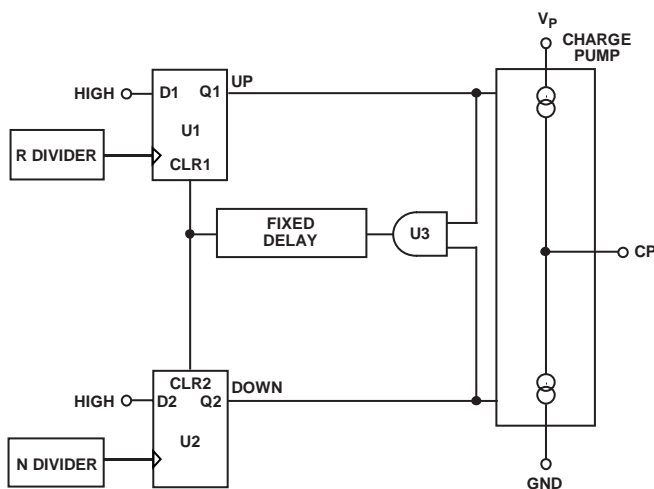 VP
CHARGE
PUMP
HIGH
D1
Q1
UP
U1
R DIVIDER
CLR1
FIXED
DELAY
U3
CP
CLR2
DOWN
HIGH
D2
Q2
U2
N DIVIDER
GND